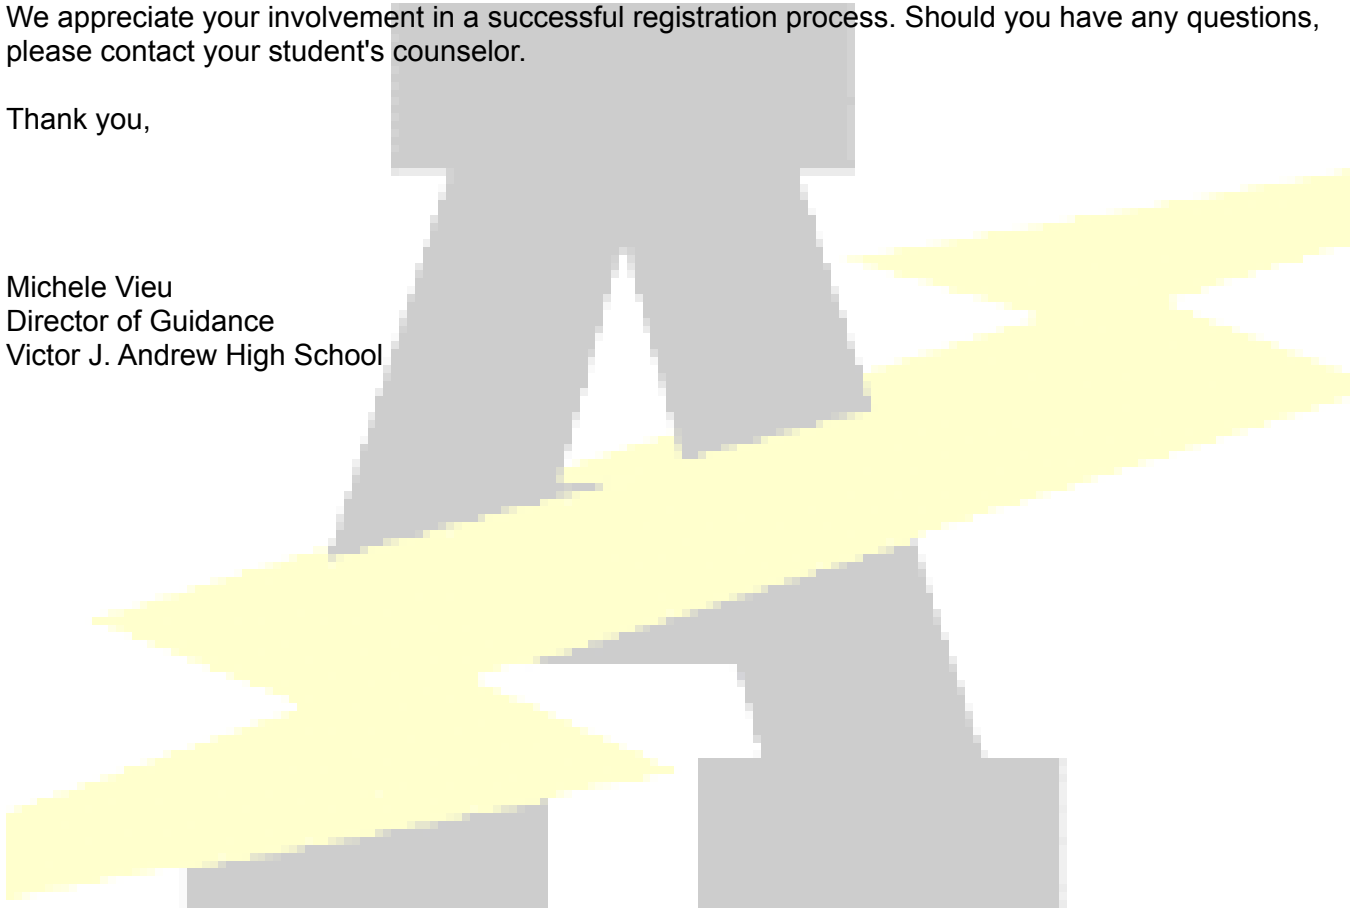 We appreciate your involvement in a successful registration process. Should you have any questions,
please contact your student's counselor.
Thank you,
Michele Vieu
Director of Guidance
Victor J. Andrew High School